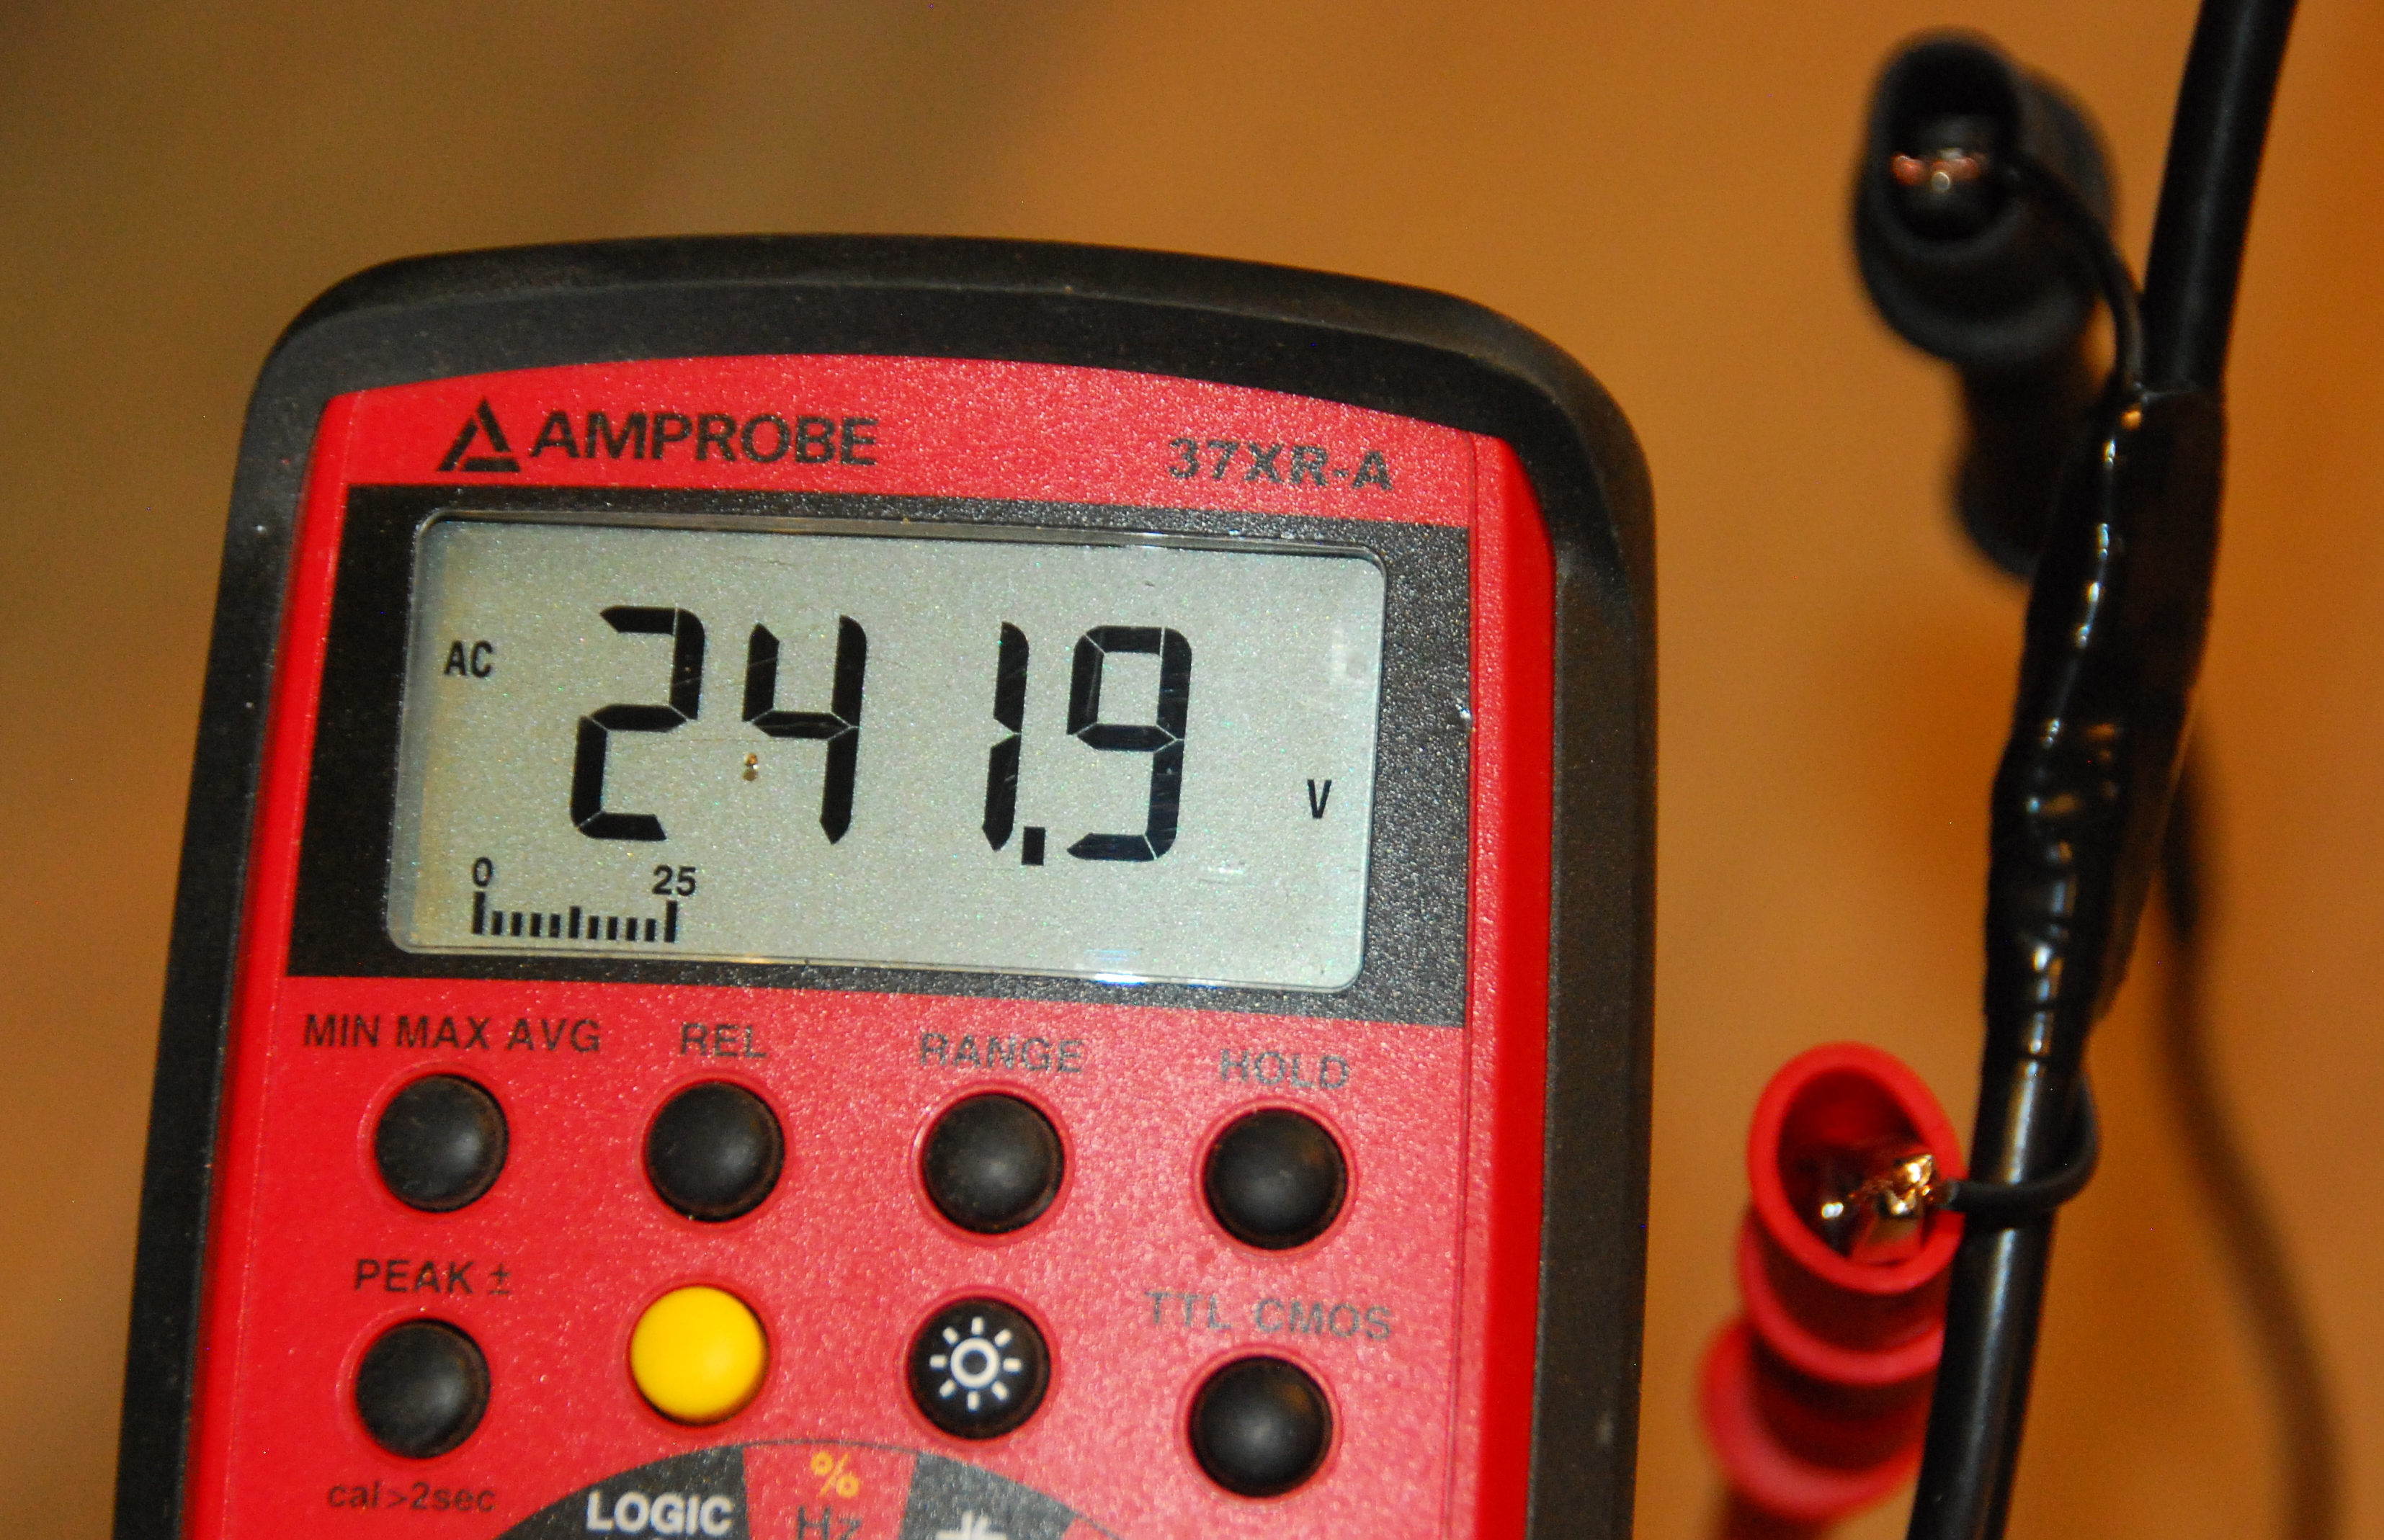 AMPROBE 37XR-A
AC 241.9 V
0 25
MIN MAX AVG REL RANGE HOLD
PEAK ± TTL CMOS
cal>2sec
%
LOGIC Hz